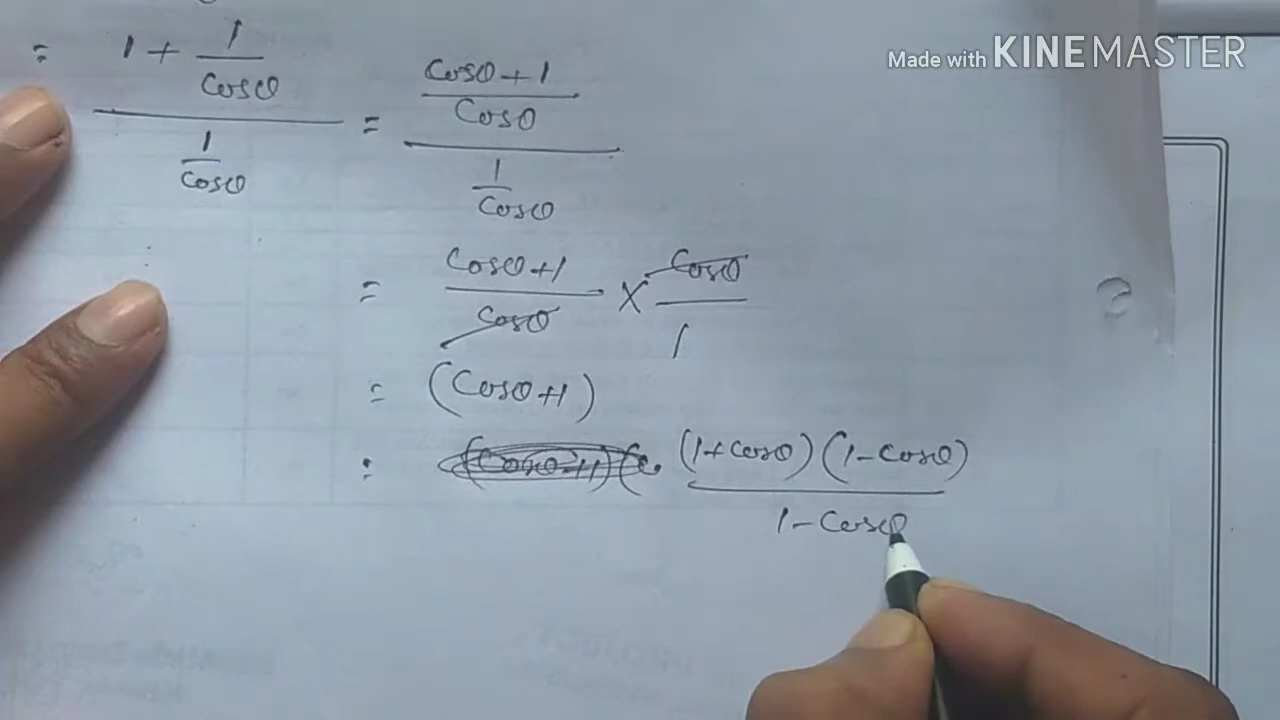 Made with KINEMASTER
= 1 + 1/cosθ / 1/cosθ = cosθ + 1/cosθ / 1/cosθ
= cosθ+1/cosθ × cosθ/1
= (cosθ+1)
: (1+cosθ)(1-cosθ)/1-cosθ